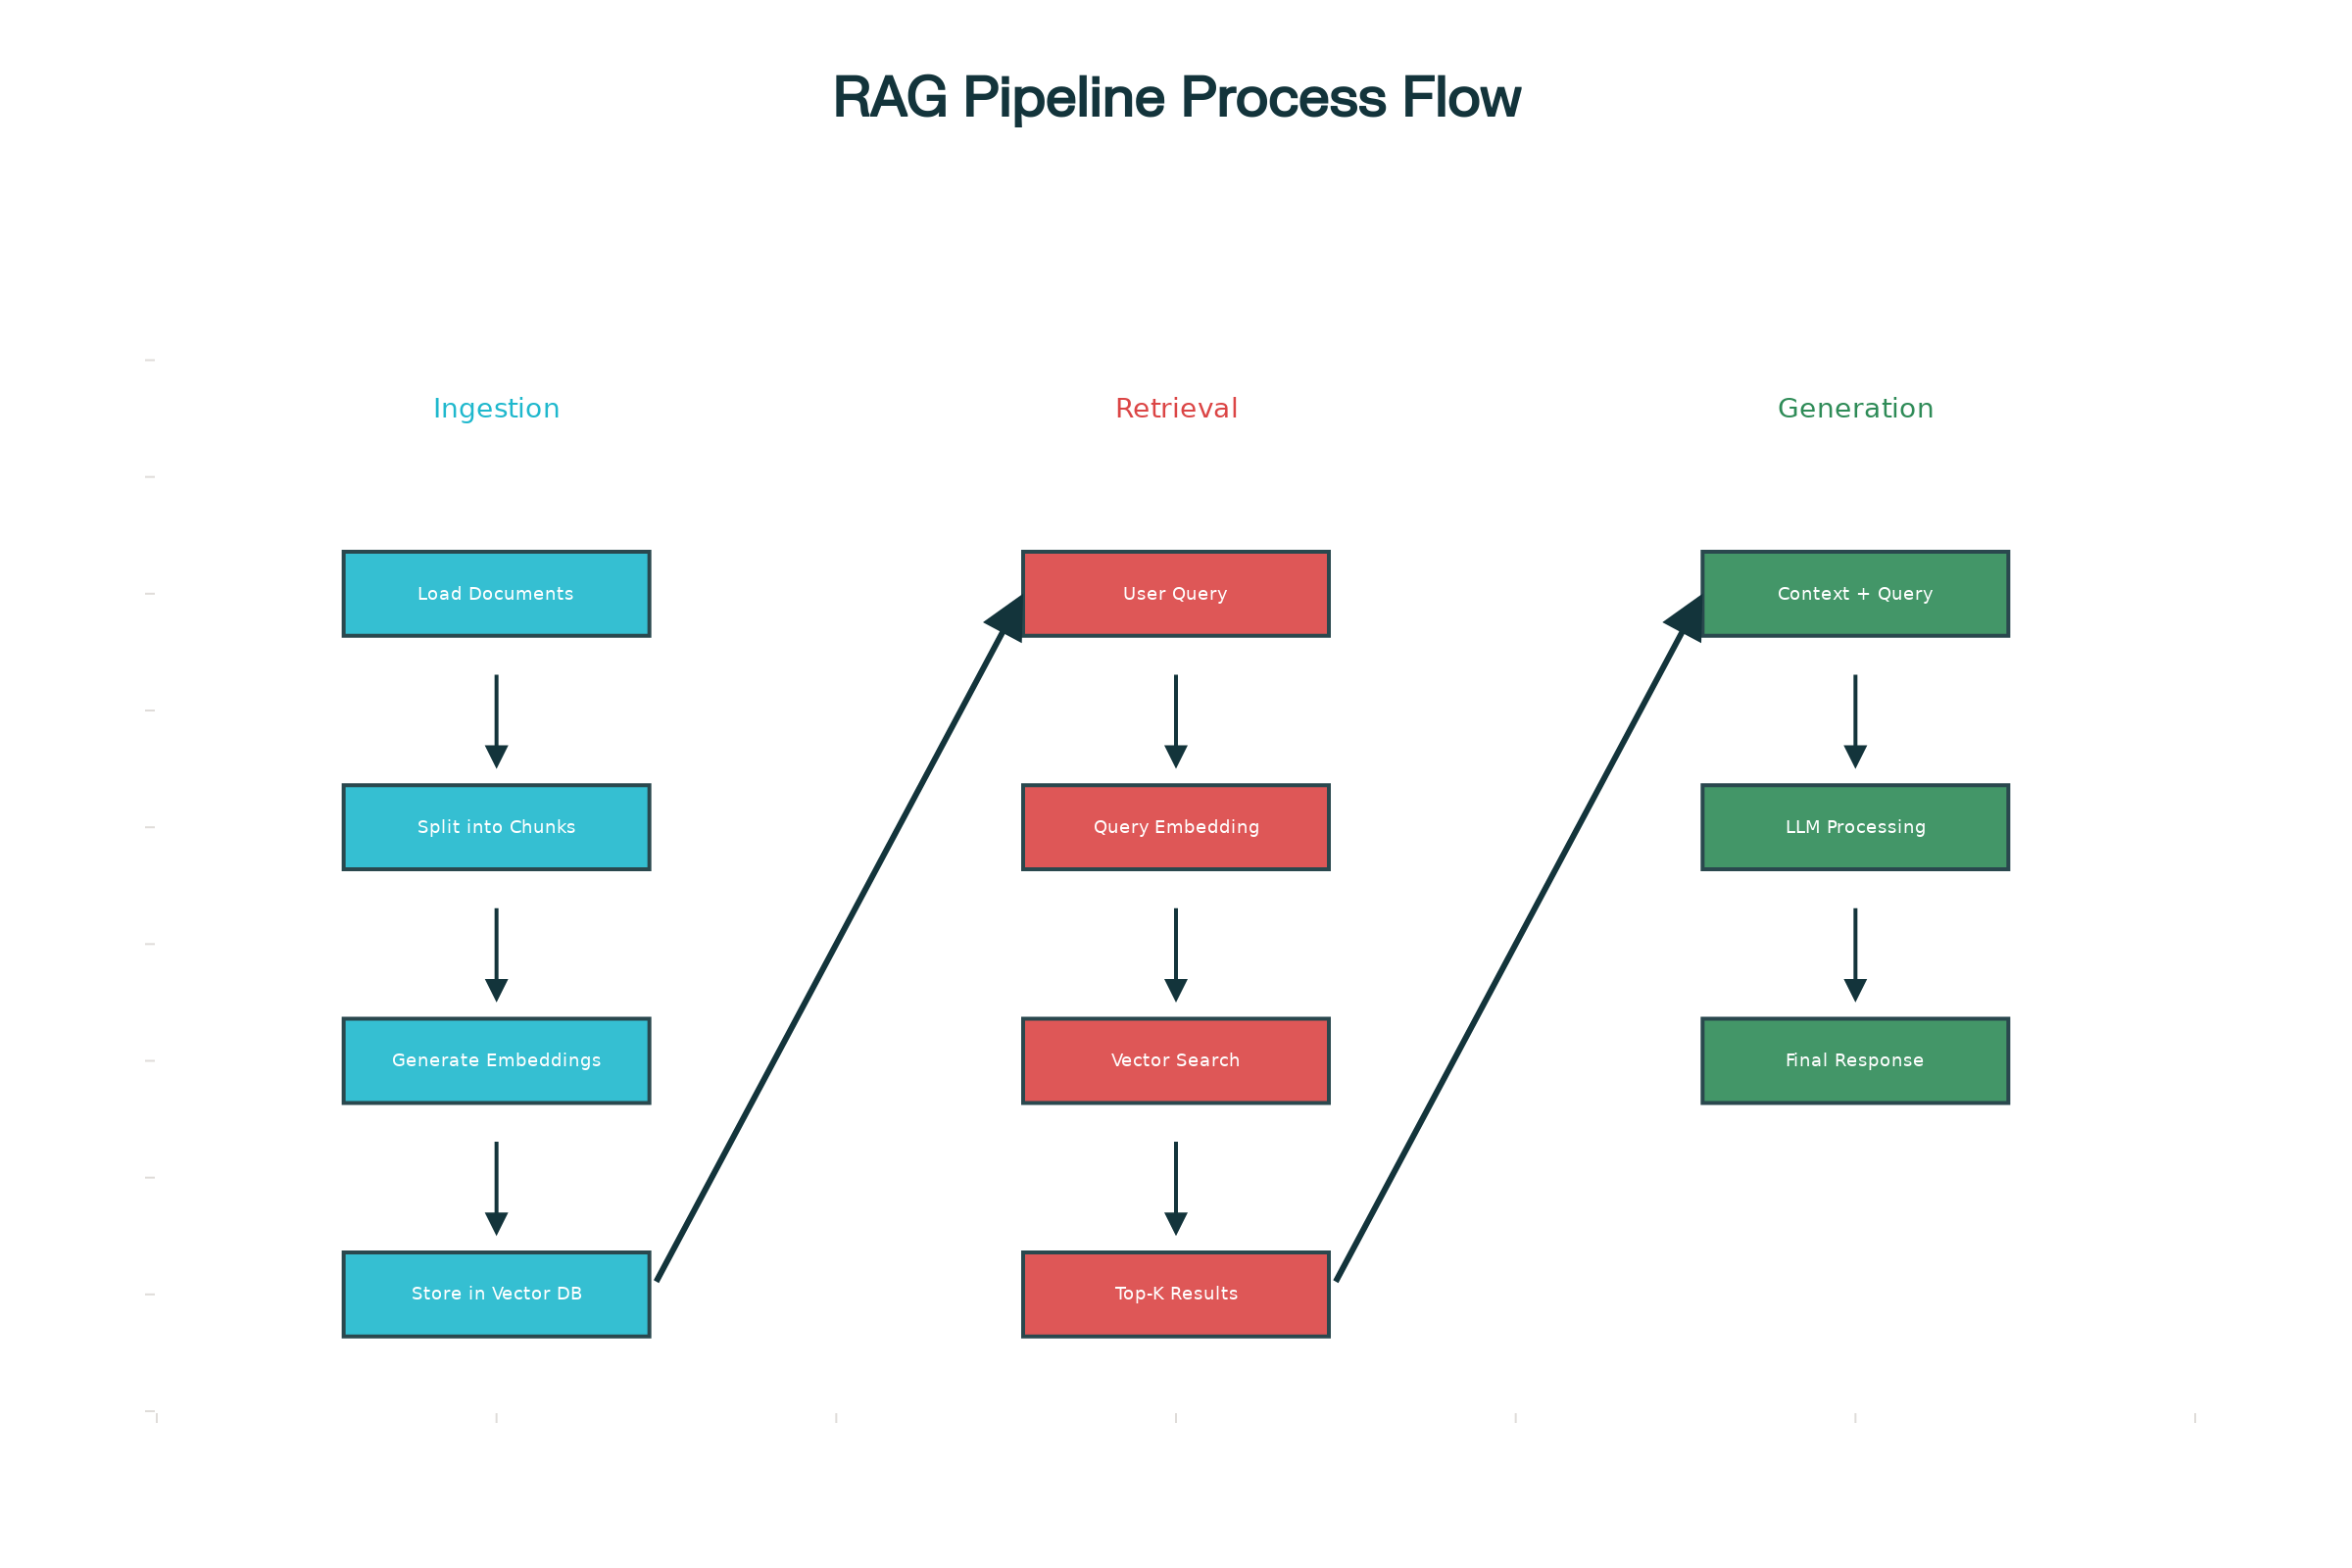 RAG Pipeline Process Flow
Ingestion
Load Documents
Split into Chunks
Generate Embeddings
Store in Vector DB
Retrieval
User Query
Query Embedding
Vector Search
Top-K Results
Generation
Context + Query
LLM Processing
Final Response